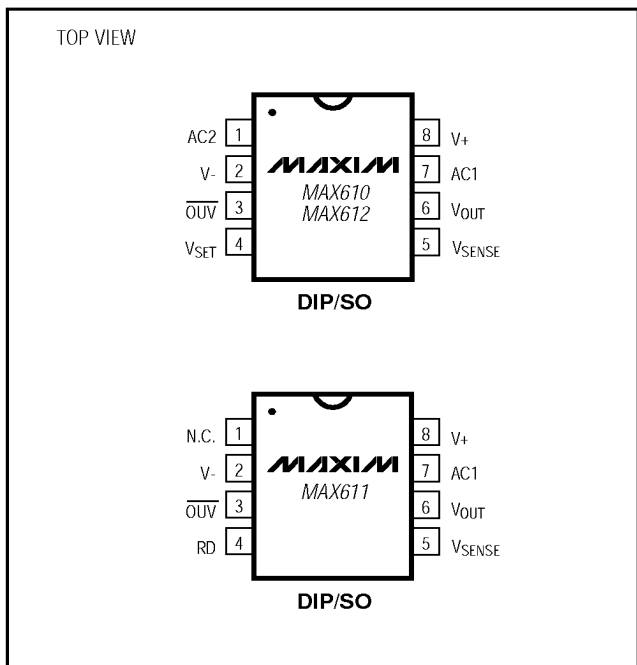 TOP VIEW
AC2 1 8 V+
V- 2 MAXIM 7 AC1
OUV 3 MAX610 6 VOUT
MAX612
VSET 4 5 VSENSE
DIP/SO
N.C. 1 8 V+
V- 2 MAXIM 7 AC1
OUV 3 MAX611 6 VOUT
RD 4 5 VSENSE
DIP/SO